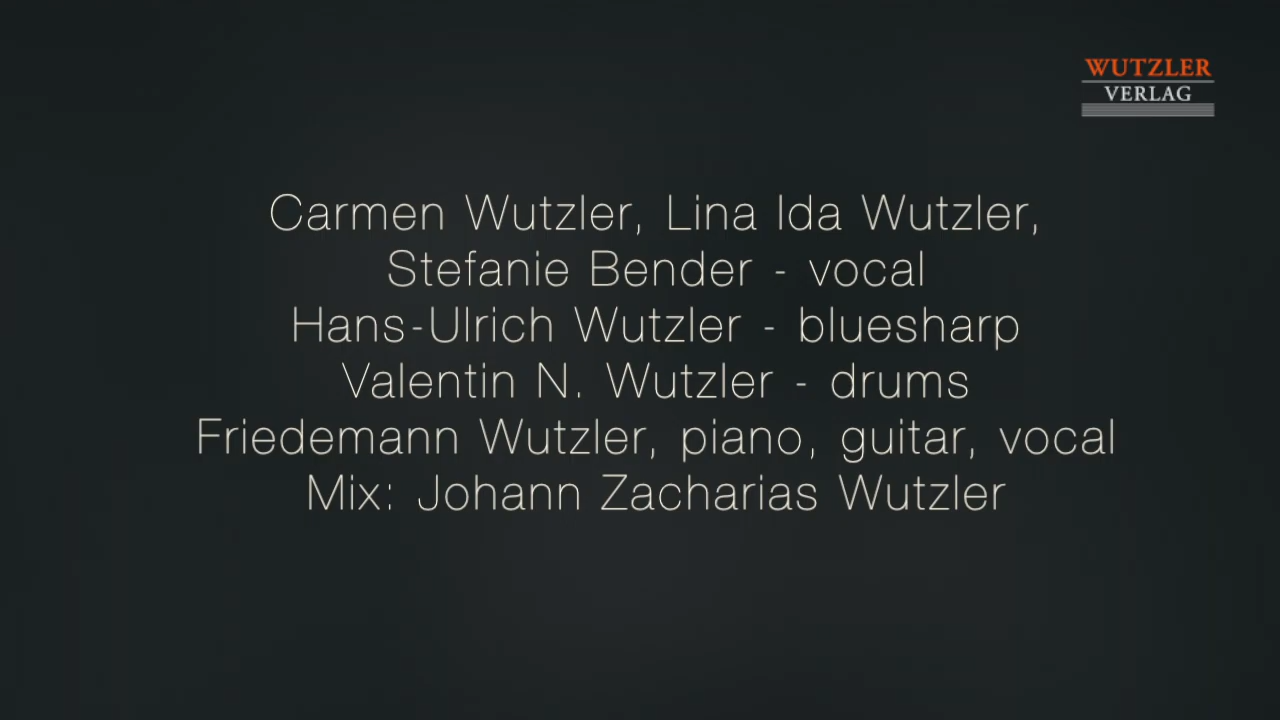 WUTZLER
VERLAG
Carmen Wutzler, Lina Ida Wutzler,
Stefanie Bender - vocal
Hans-Ulrich Wutzler - bluesharp
Valentin N. Wutzler - drums
Friedemann Wutzler, piano, guitar, vocal
Mix: Johann Zacharias Wutzler